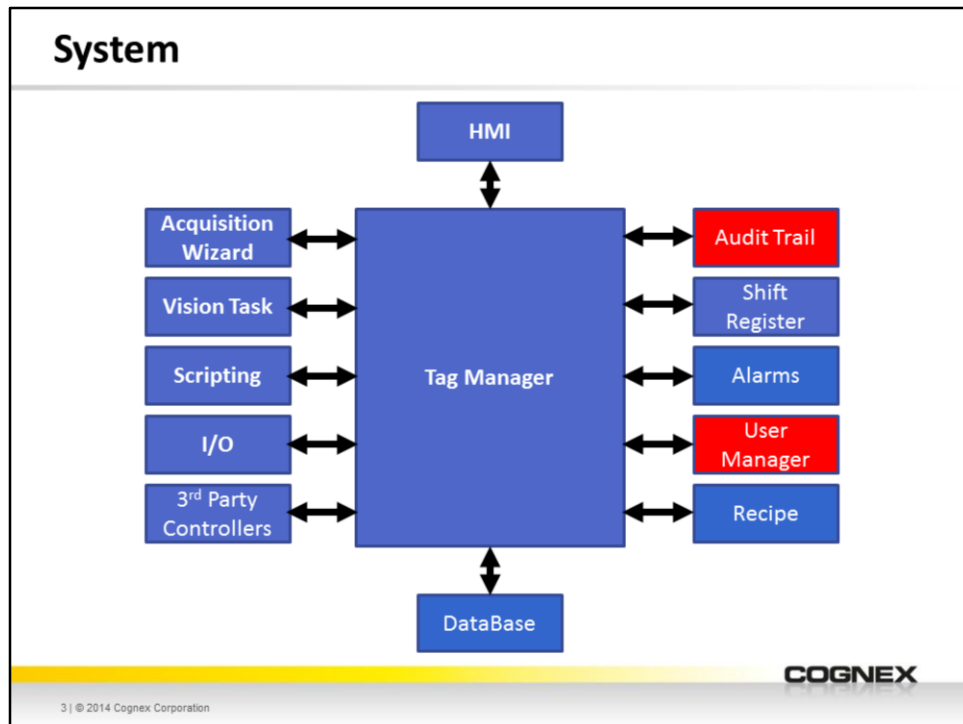 System
HMI
Acquisition
Wizard
Vision Task
Scripting
I/O
3rd Party
Controllers
Tag Manager
Audit Trail
Shift
Register
Alarms
User
Manager
Recipe
DataBase
COGNEX
3 | © 2014 Cognex Corporation